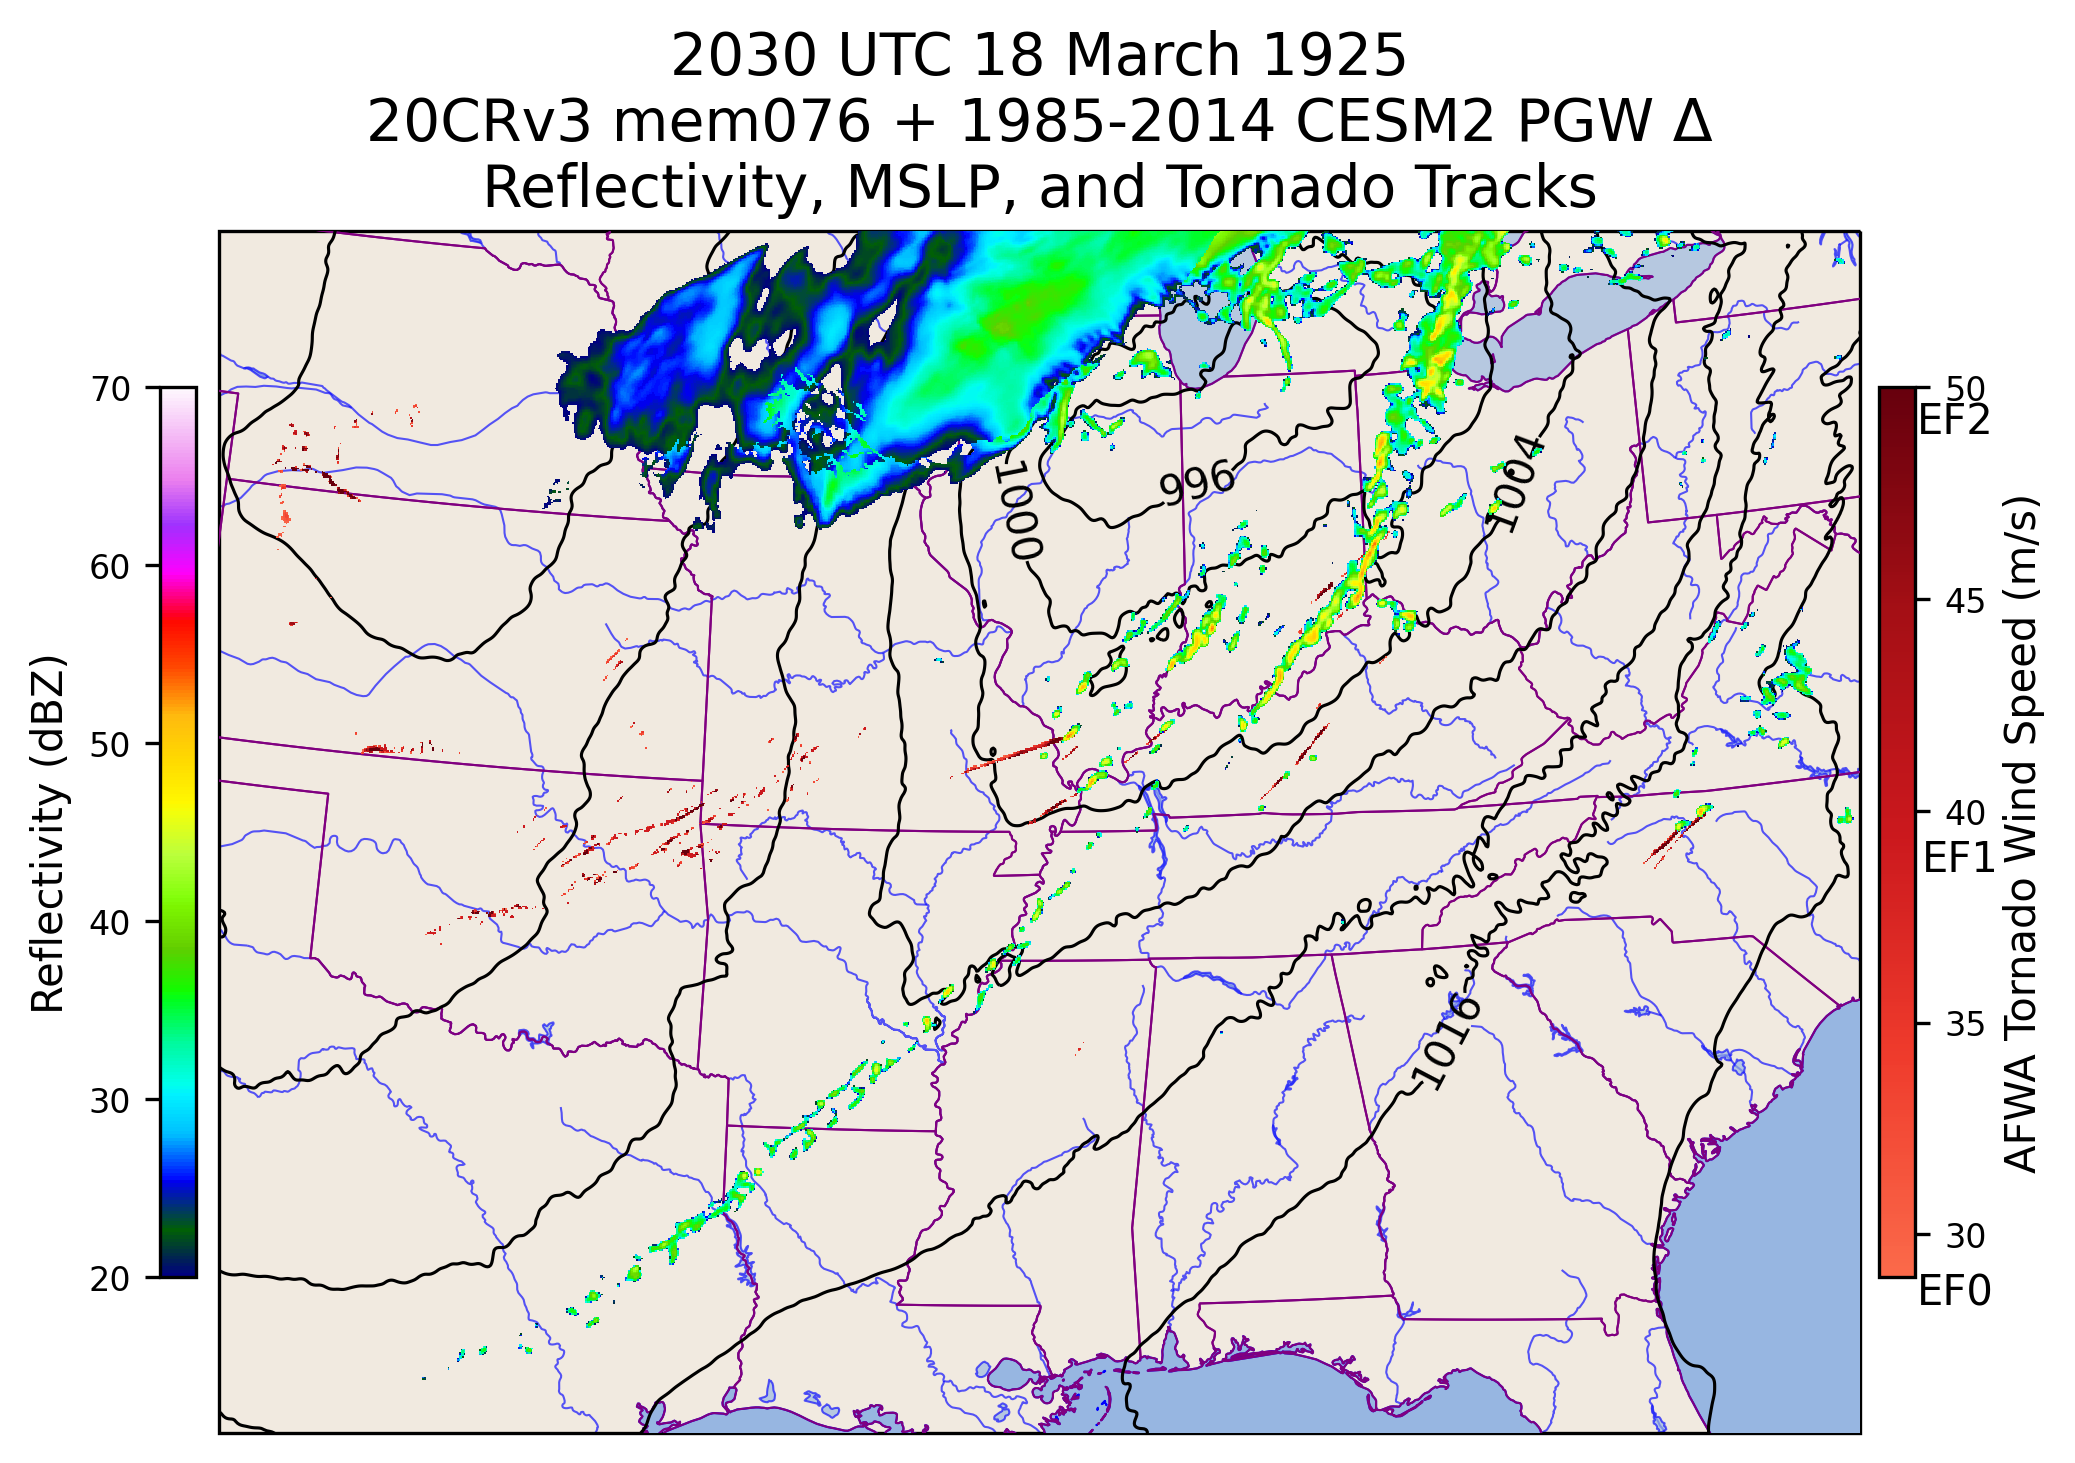 2030 UTC 18 March 1925
20CRv3 mem076 + 1985-2014 CESM2 PGW Δ
Reflectivity, MSLP, and Tornado Tracks
Reflectivity (dBZ)
70
60
50
40
30
20
996
1000
1004
1016
50
EF2
45
40
EF1
35
30
EF0
AFWA Tornado Wind Speed (m/s)